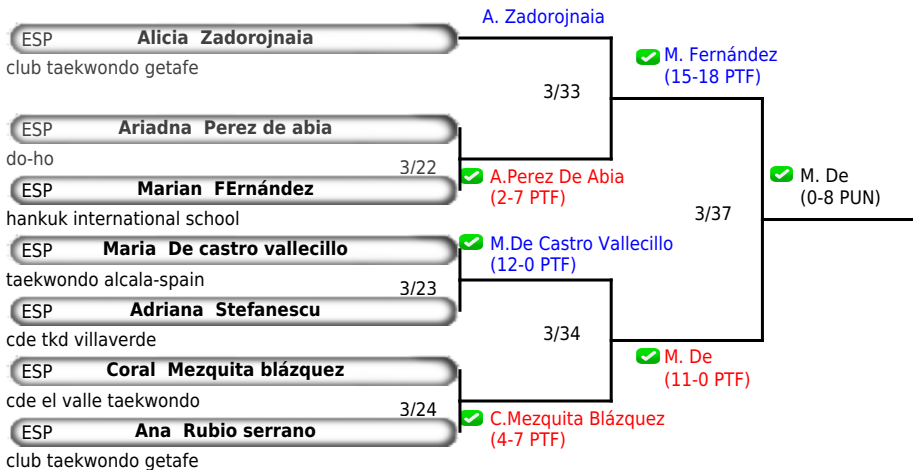 A. Zadorojnaia
ESP Alicia Zadorojnaia
club taekwondo getafe
M. Fernández
(15-18 PTF)
3/33
ESP Ariadna Perez de abia
do-ho
3/22
A.Perez De Abia
(2-7 PTF)
ESP Marian FErnández
hankuk international school
M. De
(0-8 PUN)
3/37
ESP Maria De castro vallecillo
taekwondo alcala-spain
M.De Castro Vallecillo
(12-0 PTF)
3/23
ESP Adriana Stefanescu
cde tkd villaverde
3/34
M. De
(11-0 PTF)
ESP Coral Mezquita blázquez
cde el valle taekwondo
3/24
C.Mezquita Blázquez
(4-7 PTF)
ESP Ana Rubio serrano
club taekwondo getafe